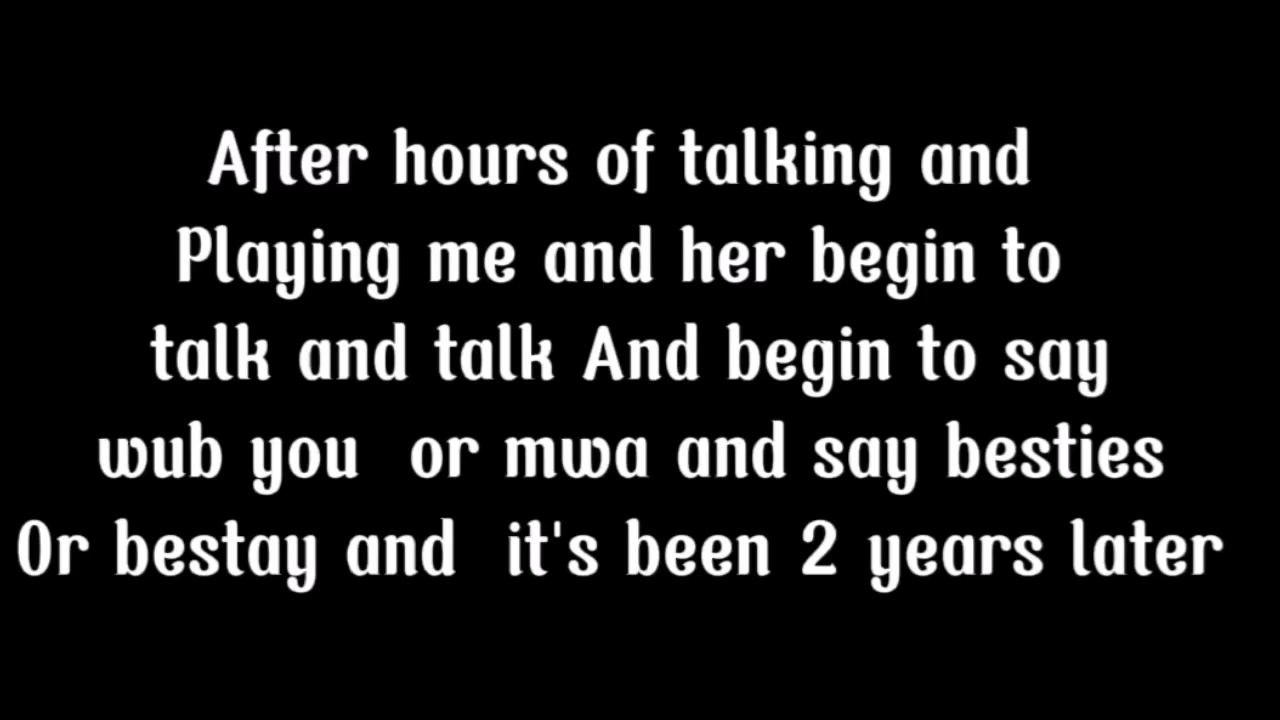 After hours of talking and
Playing me and her begin to
talk and talk And begin to say
wub you or mwa and say besties
Or bestay and it's been 2 years later